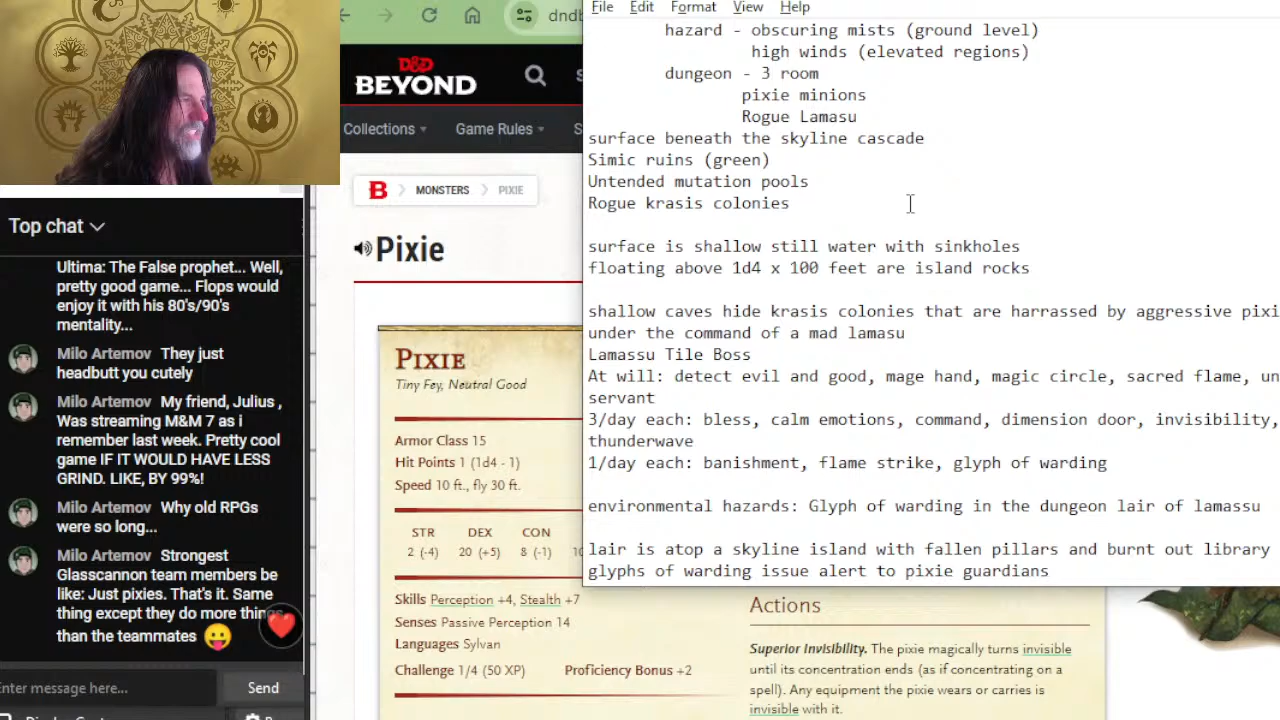 Top chat
Ultima: The False prophet... Well,
pretty good game... Flops would
enjoy it with his 80's/90's
mentality...
Milo Artemov They just
headbutt you cutely
Milo Artemov My friend, Julius ,
Was streaming M&M 7 as i
remember last week. Pretty cool
game IF IT WOULD HAVE LESS
GRIND. LIKE, BY 99%!
Milo Artemov Why old RPGs
were so long...
Milo Artemov Strongest
Glasscannon team members be
like: Just pixies. That's it. Same
thing except they do more things
than the teammates
Enter message here...
Send
dndb
D&D
BEYOND
Collections
Game Rules
MONSTERS
PIXIE
Pixie
PIXIE
Tiny Fey, Neutral Good
Armor Class 15
Hit Points 1 (1d4 - 1)
Speed 10 ft., fly 30 ft.
STR DEX CON
2 (-4) 20 (+5) 8 (-1)
Skills Perception +4, Stealth +7
Senses Passive Perception 14
Languages Sylvan
Challenge 1/4 (50 XP) Proficiency Bonus +2
Actions
Superior Invisibility. The pixie magically turns invisible
until its concentration ends (as if concentrating on a
spell). Any equipment the pixie wears or carries is
invisible with it.
File Edit Format View Help
hazard - obscuring mists (ground level)
high winds (elevated regions)
dungeon - 3 room
pixie minions
Rogue Lamasu
surface beneath the skyline cascade
Simic ruins (green)
Untended mutation pools
Rogue krasis colonies
surface is shallow still water with sinkholes
floating above 1d4 x 100 feet are island rocks
shallow caves hide krasis colonies that are harrassed by aggressive pixi
under the command of a mad lamasu
Lamassu Tile Boss
At will: detect evil and good, mage hand, magic circle, sacred flame, un
servant
3/day each: bless, calm emotions, command, dimension door, invisibility,
thunderwave
1/day each: banishment, flame strike, glyph of warding
environmental hazards: Glyph of warding in the dungeon lair of lamassu
lair is atop a skyline island with fallen pillars and burnt out library
glyphs of warding issue alert to pixie guardians